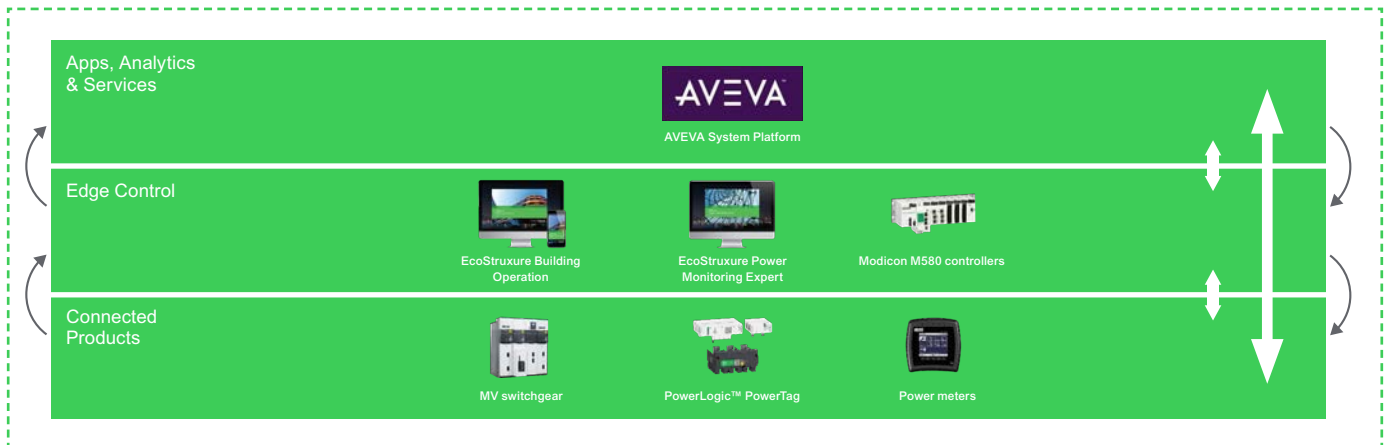 Apps, Analytics
& Services
AVEVA™
AVEVA System Platform
Edge Control
EcoStruxure Building
Operation
EcoStruxure Power
Monitoring Expert
Modicon M580 controllers
Connected
Products
MV switchgear
PowerLogic™ PowerTag
Power meters